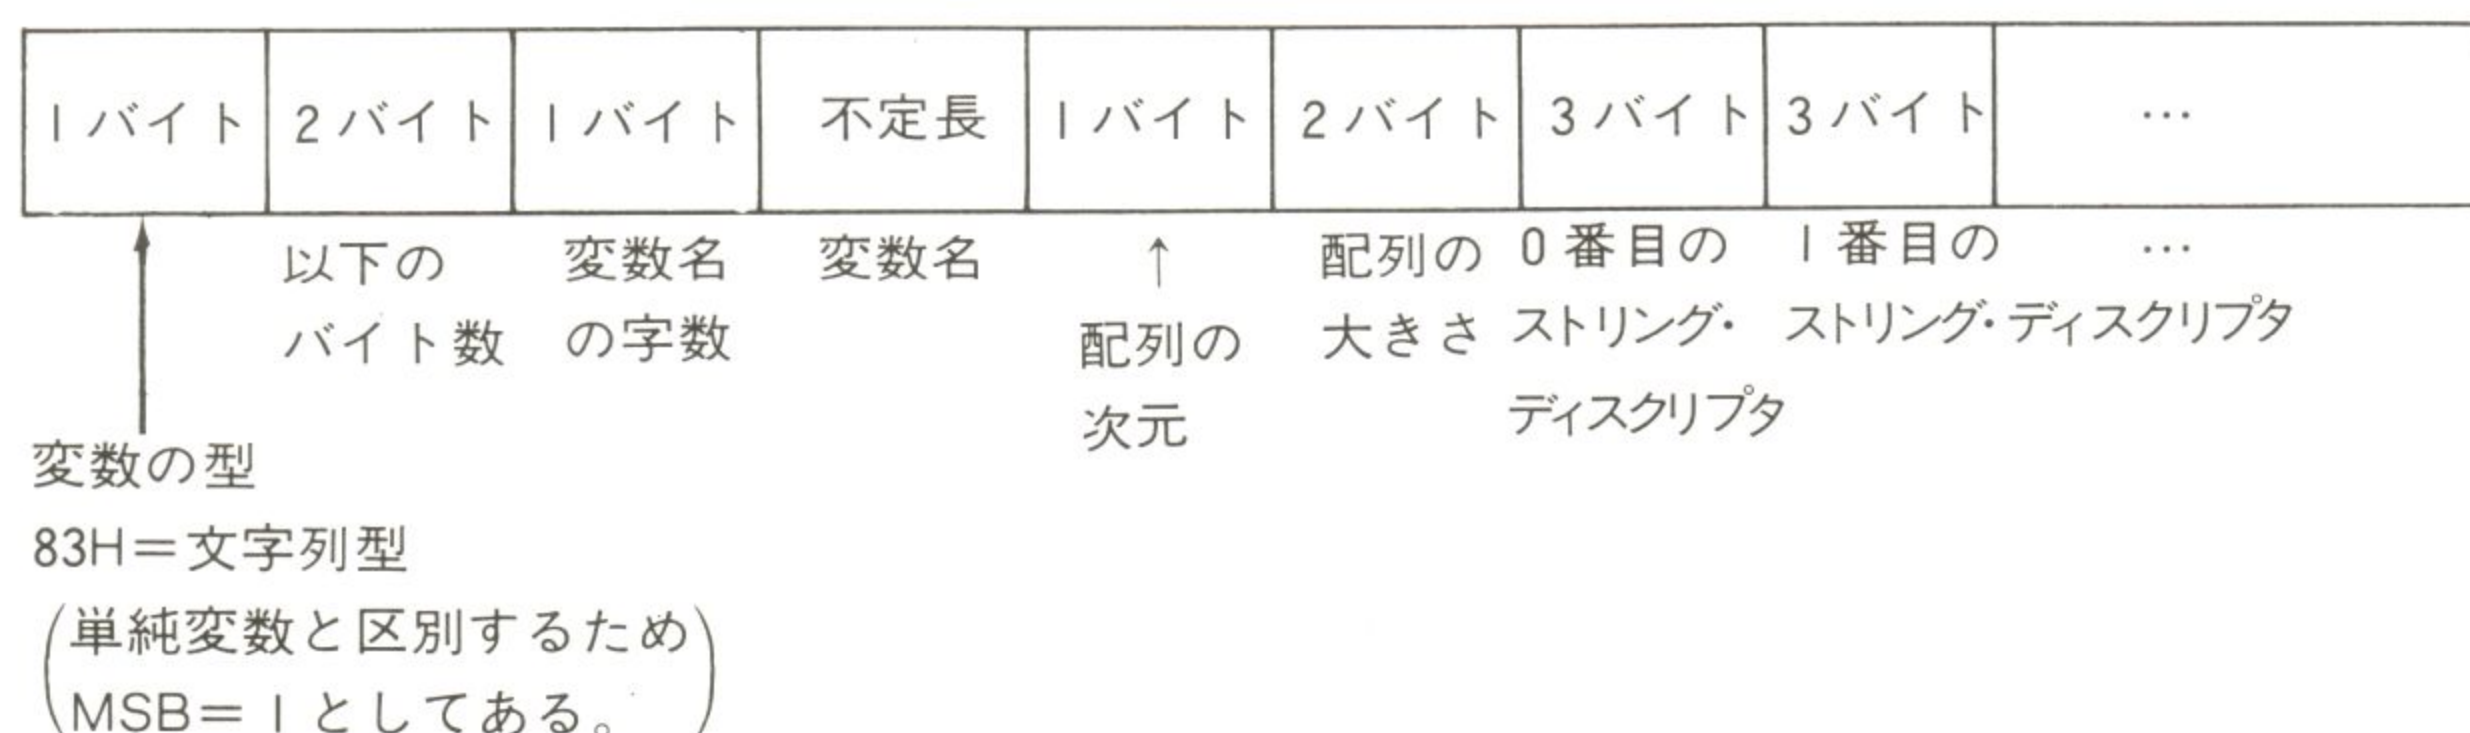 1バイト 2バイト 1バイト 不定長 1バイト 2バイト 3バイト 3バイト …
以下の
バイト数
変数名
の字数
変数名
↑
配列の
次元
配列の
大きさ
0番目の
ストリング・
ディスクリプタ
1番目の
ストリング・ディスクリプタ
…
変数の型
83H=文字列型
(単純変数と区別するため
MSB=1としてある。)